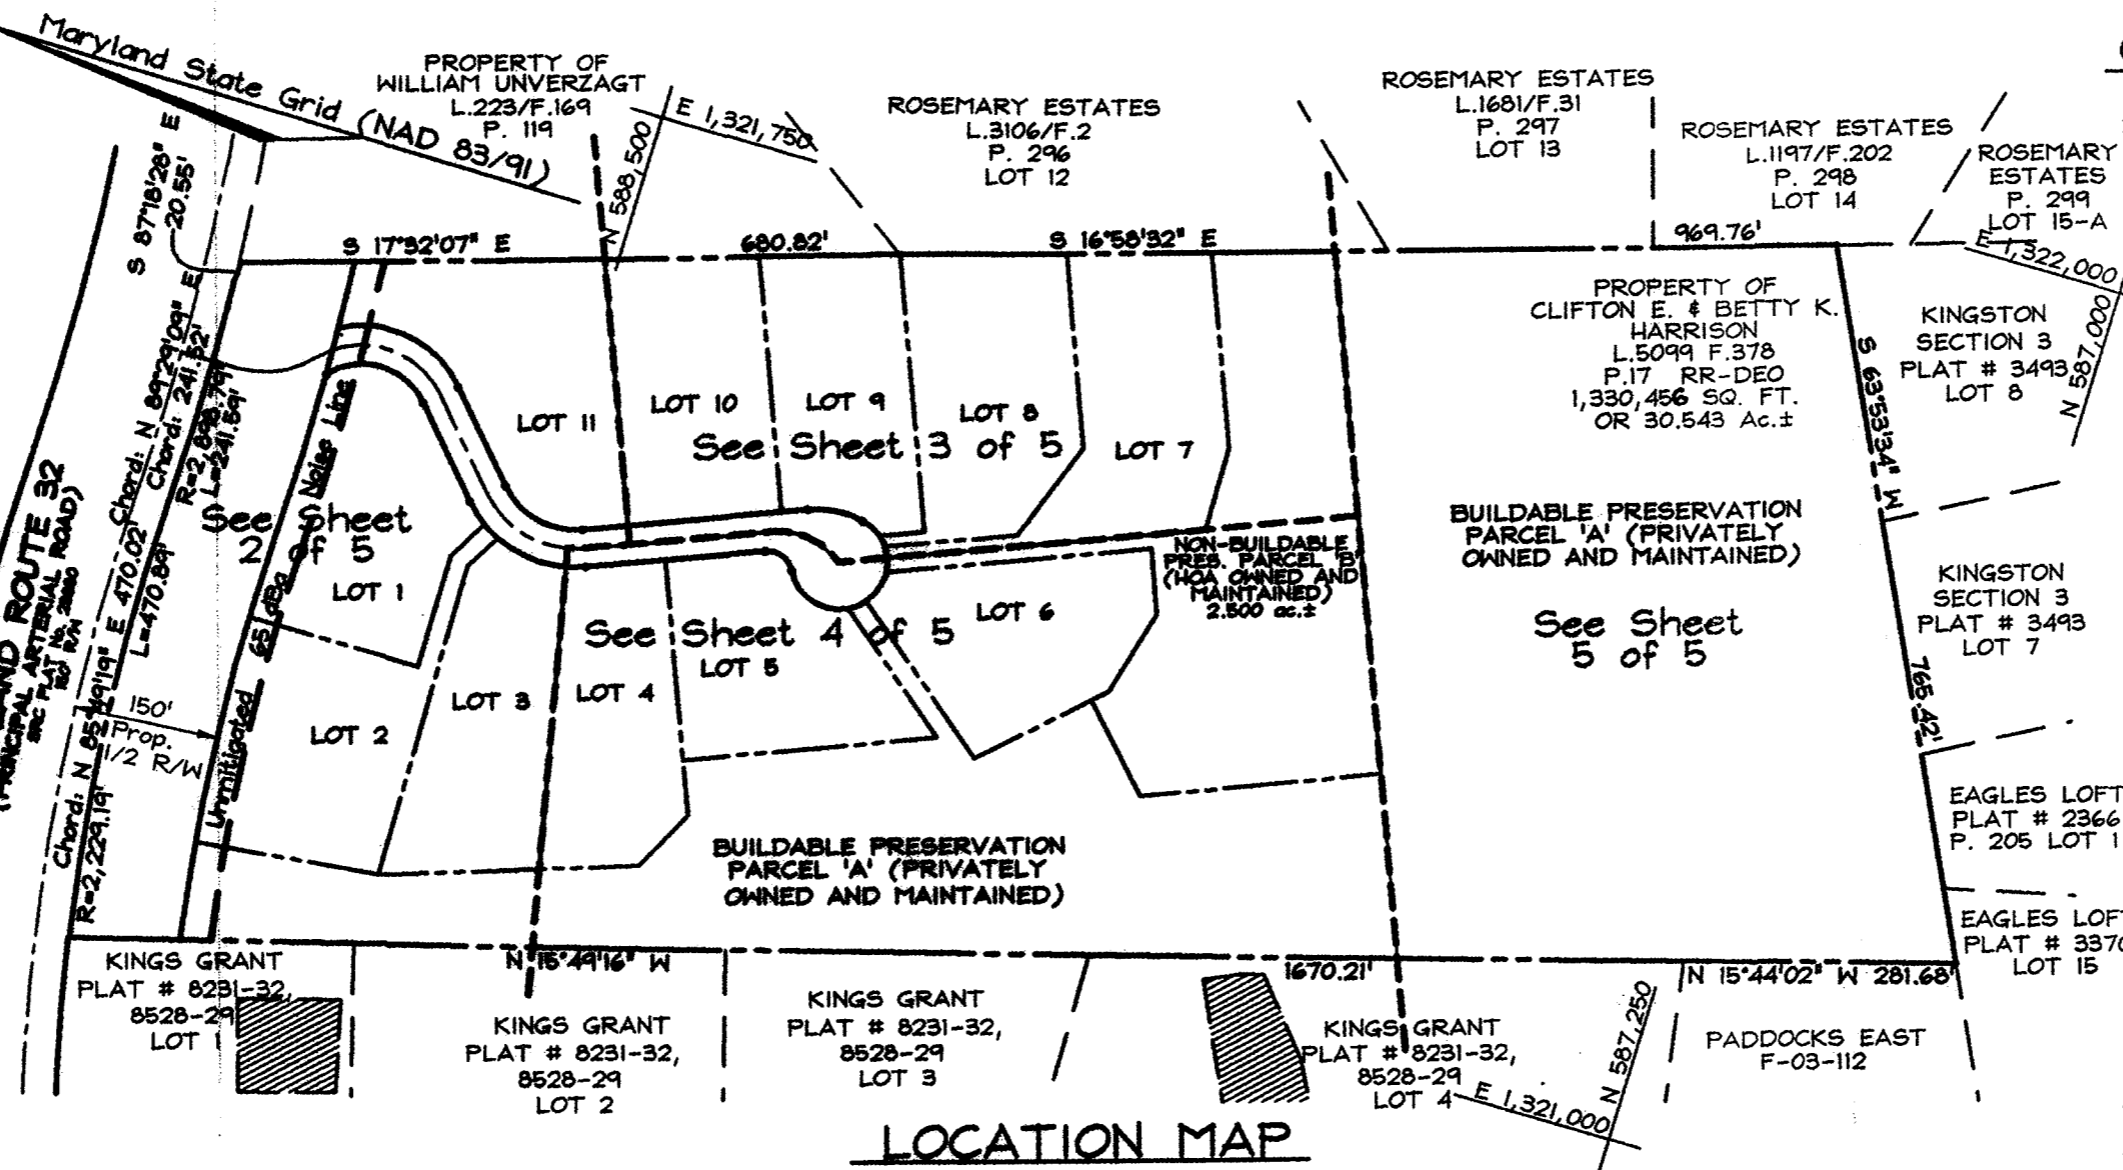 Maryland State Grid (NAD 83/91)
PROPERTY OF
WILLIAM UNVERZAGT
L.223/F.169
P. 119
N 588,500
E 1,321,750
ROSEMARY ESTATES
L.3106/F.2
P. 296
LOT 12
ROSEMARY ESTATES
L.1681/F.31
P. 297
LOT 13
ROSEMARY ESTATES
L.1197/F.202
P. 298
LOT 14
ROSEMARY
ESTATES
P. 299
LOT 15-A
E 1,322,000
N 587,000
S 87°18'28" E
20.55'
S 17°32'07" E
680.82'
S 16°58'32" E
969.76'
Chord: N 89°29'09" E
Chord: 241.52'
R=2,898.79'
L=241.59'
ROUTE 32
(PRINCIPAL ARTERIAL ROAD)
SRC PLAT No.
R/W
Chord: N 85°49'19" E 470.02'
L=470.84'
R=2,229.19'
150'
Prop.
1/2 R/W
Unmitigated 65 dBa Noise Line
See Sheet
2 of 5
LOT 1
LOT 2
LOT 3
LOT 4
LOT 5
LOT 6
See Sheet 4 of 5
LOT 11
LOT 10
LOT 9
LOT 8
LOT 7
See Sheet 3 of 5
NON-BUILDABLE
PRES. PARCEL 'B'
(HOA OWNED AND
MAINTAINED)
2.500 ac.±
PROPERTY OF
CLIFTON E. & BETTY K.
HARRISON
L.5099 F.378
P.17 RR-DEO
1,330,456 SQ. FT.
OR 30.543 Ac.±
BUILDABLE PRESERVATION
PARCEL 'A' (PRIVATELY
OWNED AND MAINTAINED)
See Sheet
5 of 5
S 63°53'34" W
765.42'
KINGSTON
SECTION 3
PLAT # 3493
LOT 8
KINGSTON
SECTION 3
PLAT # 3493
LOT 7
EAGLES LOFT
PLAT # 2366
P. 205 LOT 1
EAGLES LOFT
PLAT # 3370
LOT 15
BUILDABLE PRESERVATION
PARCEL 'A' (PRIVATELY
OWNED AND MAINTAINED)
N 15°49'16" W
1670.21'
N 15°44'02" W 281.68'
KINGS GRANT
PLAT # 8231-32,
8528-29
LOT 1
KINGS GRANT
PLAT # 8231-32,
8528-29
LOT 2
KINGS GRANT
PLAT # 8231-32,
8528-29
LOT 3
KINGS GRANT
PLAT # 8231-32,
8528-29
LOT 4
E 1,321,000
N 587,250
PADDOCKS EAST
F-03-112
LOCATION MAP